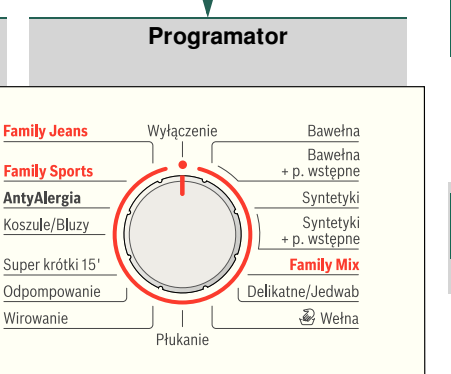 Programator
Family Jeans
Wyłączenie
Bawełna
Bawełna
+ p. wstępne
Family Sports
AntyAlergia
Syntetyki
Koszule/Bluzy
Syntetyki
+ p. wstępne
Super krótki 15'
Family Mix
Odpompowanie
Delikatne/Jedwab
Wirowanie
Wełna
Płukanie